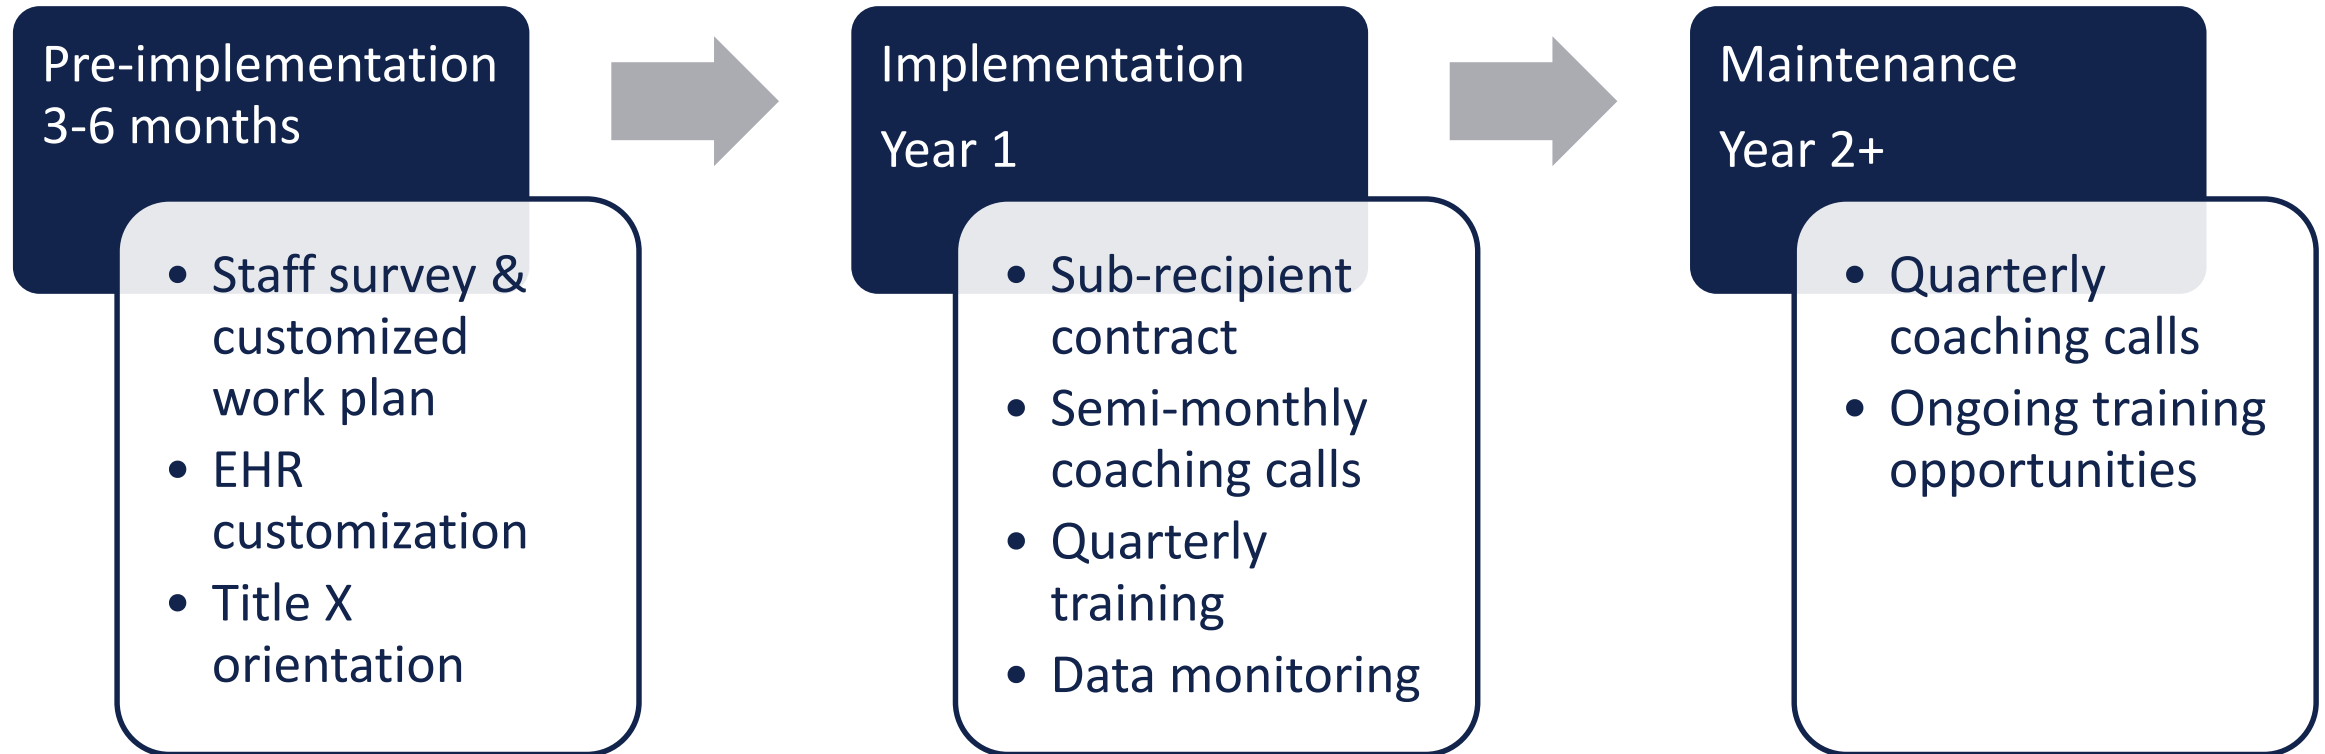 Pre-implementation
3-6 months
• Staff survey &
customized
work plan
• EHR
customization
• Title X
orientation
Implementation
Year 1
• Sub-recipient
contract
• Semi-monthly
coaching calls
• Quarterly
training
• Data monitoring
Maintenance
Year 2+
• Quarterly
coaching calls
• Ongoing training
opportunities